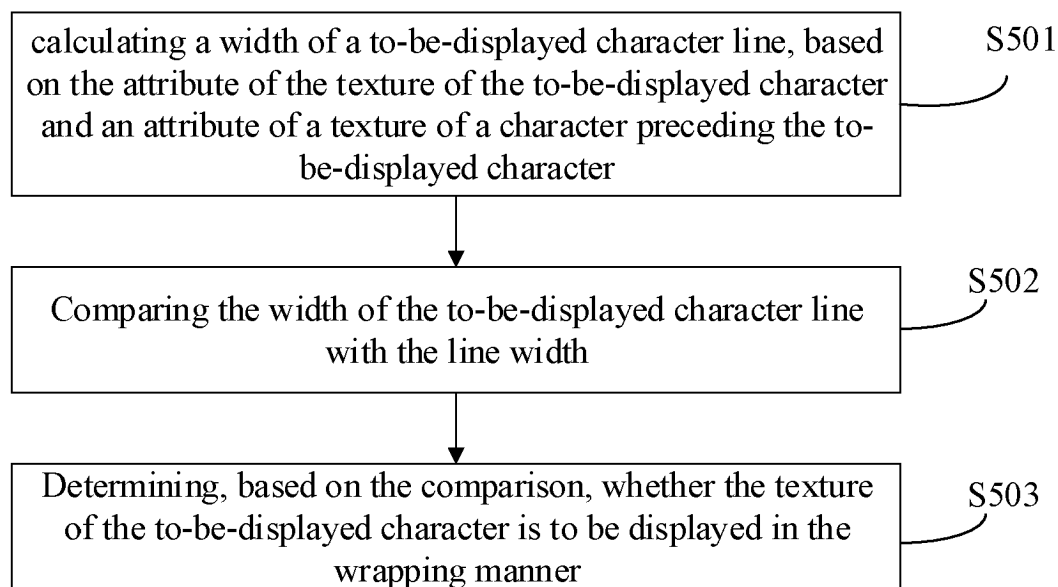 calculating a width of a to-be-displayed character line, based
on the attribute of the texture of the to-be-displayed character
and an attribute of a texture of a character preceding the to-
be-displayed character
S501
Comparing the width of the to-be-displayed character line
with the line width
S502
Determining, based on the comparison, whether the texture
of the to-be-displayed character is to be displayed in the
wrapping manner
S503